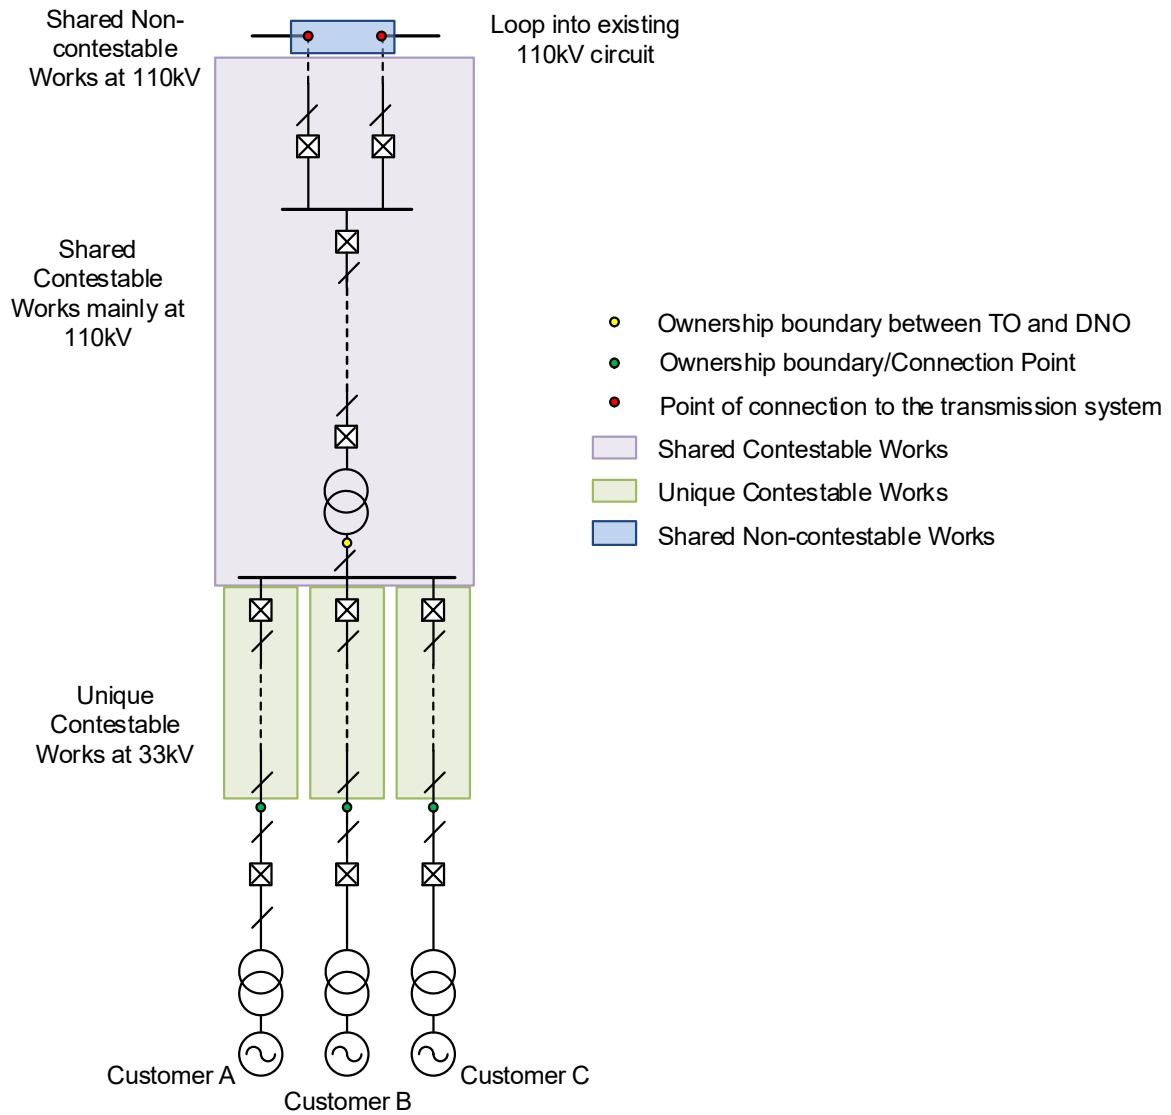 Shared Non-
contestable
Works at 110kV
Loop into existing
110kV circuit
Shared
Contestable
Works mainly at
110kV
Ownership boundary between TO and DNO
Ownership boundary/Connection Point
Point of connection to the transmission system
Shared Contestable Works
Unique Contestable Works
Shared Non-contestable Works
Unique
Contestable
Works at 33kV
Customer A
Customer B
Customer C